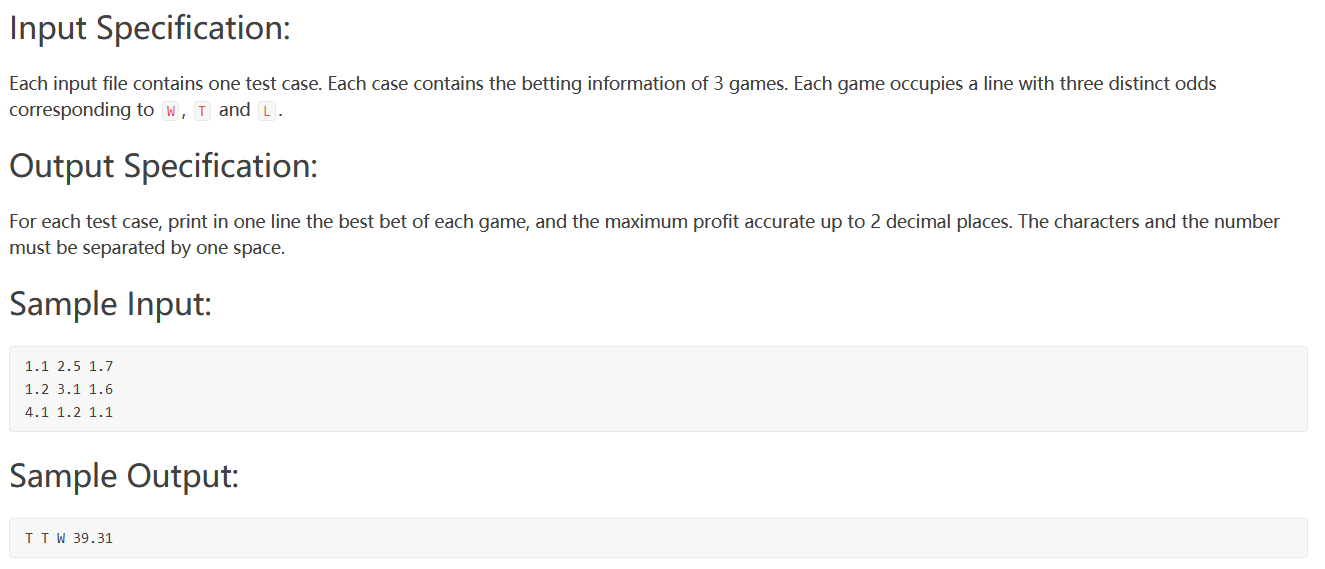 Input Specification:
Each input file contains one test case. Each case contains the betting information of 3 games. Each game occupies a line with three distinct odds
corresponding to W, T and L.
Output Specification:
For each test case, print in one line the best bet of each game, and the maximum profit accurate up to 2 decimal places. The characters and the number
must be separated by one space.
Sample Input:
1.1 2.5 1.7
1.2 3.1 1.6
4.1 1.2 1.1
Sample Output:
T T W 39.31